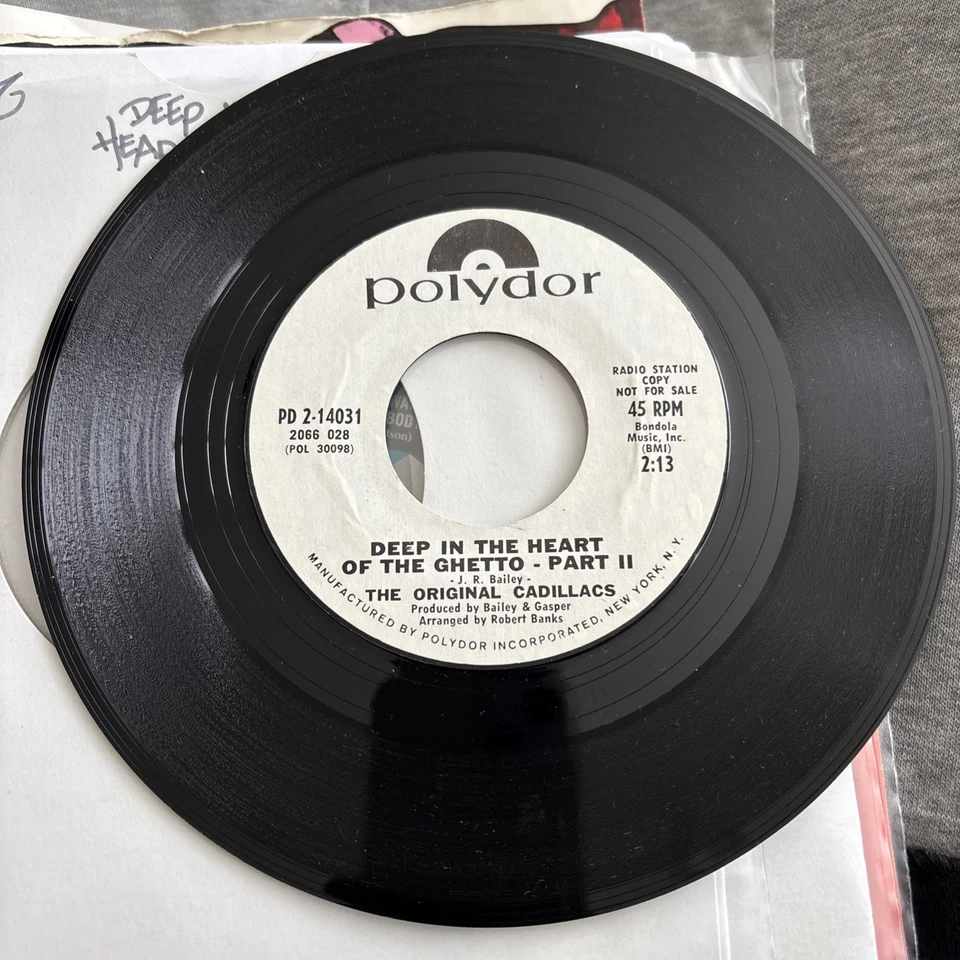 DEEP
HEAD
polydor
PD 2-14031
2066 028
(POL 30098)
RADIO STATION
COPY
NOT FOR SALE
45 RPM
Bondola
Music, Inc.
(BMI)
2:13
DEEP IN THE HEART
OF THE GHETTO - PART II
- J. R. Bailey -
THE ORIGINAL CADILLACS
Produced by Bailey & Gasper
Arranged by Robert Banks
MANUFACTURED BY POLYDOR INCORPORATED, NEW YORK, N.Y.